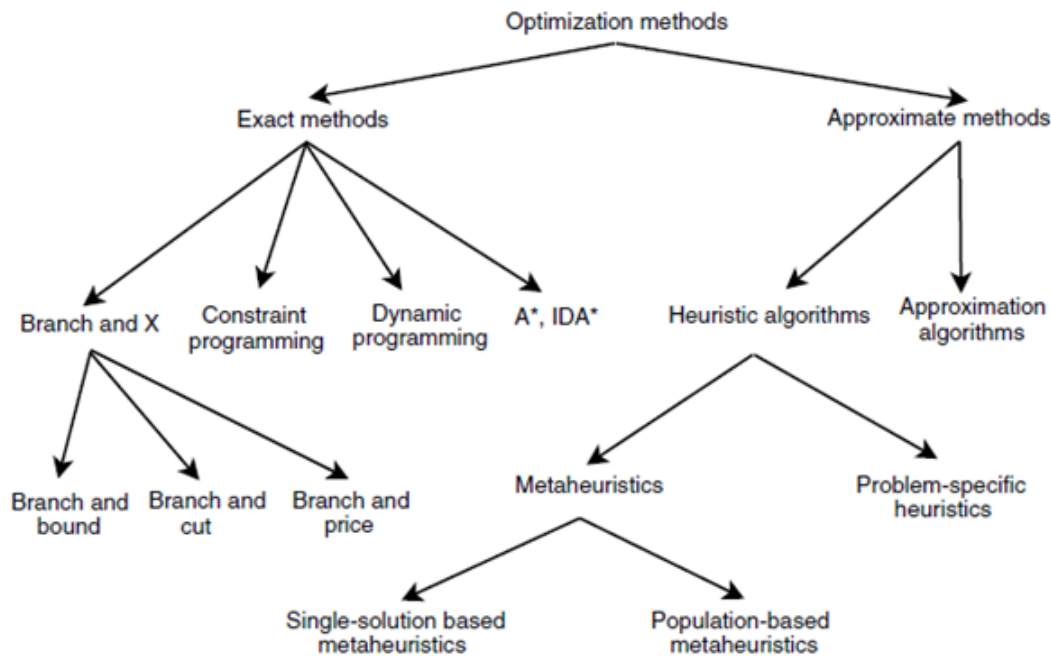 Optimization methods
Exact methods
Approximate methods
Branch and X
Constraint
programming
Dynamic
programming
A*, IDA*
Heuristic algorithms
Approximation
algorithms
Branch and
bound
Branch and
cut
Branch and
price
Metaheuristics
Problem-specific
heuristics
Single-solution based
metaheuristics
Population-based
metaheuristics